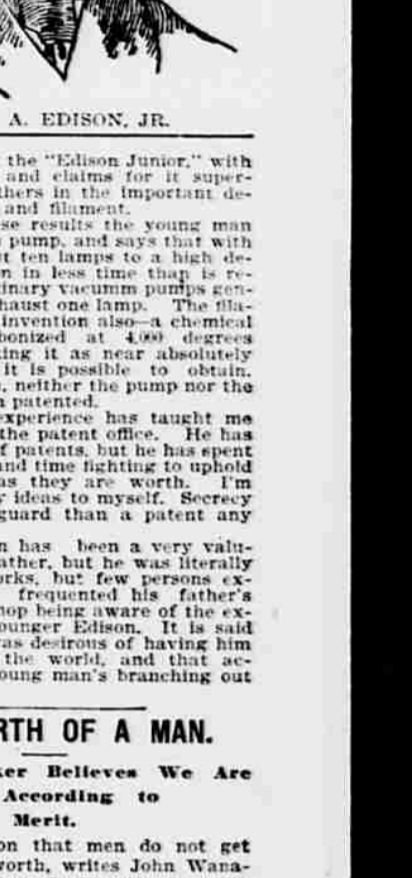 A. EDISON, JR.
the "Edison Junior," with
and claims for it super-
thers in the important de-
and filament.
se results the young man
pump, and says that with
t ten lamps to a high de-
n in less time than is re-
inary vacumm pumps gen-
haust one lamp. The fila-
invention also—a chemical
bonized at 4,000 degrees
ing it as near absolutely
it is possible to obtain.
, neither the pump nor the
n patented.
experience has taught me
the patent office. He has
f patents, but he has spent
and time fighting to uphold
as they are worth. I'm
y ideas to myself. Secrecy
guard than a patent any
n has been a very valu-
ather, but he was literally
orks, but few persons ex-
frequented his father's
hop being aware of the ex-
ounger Edison. It is said
as desirous of having him
the world, and that ac-
oung man's branching out
RTH OF A MAN.
ker Believes We Are
According to
Merit.
on that men do not get
worth, writes John Wana-